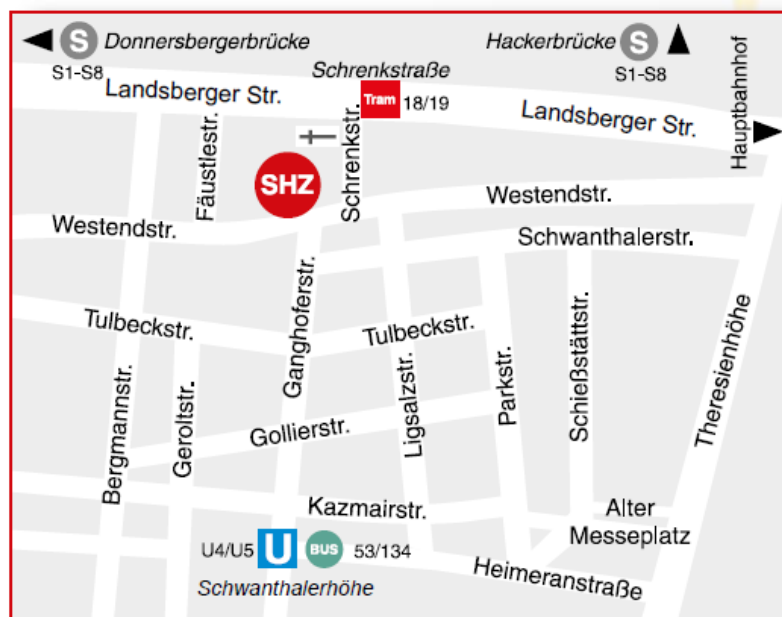 S Donnersbergerbrücke
S1-S8
Hackerbrücke S
S1-S8
Hauptbahnhof
Schrenkstraße
Tram 18/19
Landsberger Str.
Landsberger Str.
Fäustlestr.
Schrenkstr.
SHZ
Westendstr.
Westendstr.
Schwanthalerstr.
Ganghoferstr.
Tulbeckstr.
Tulbeckstr.
Bergmannstr.
Geroltstr.
Gollierstr.
Ligsalzstr.
Parkstr.
Schießstättstr.
Theresienhöhe
Kazmairstr.
Alter
Messeplatz
U4/U5 U BUS 53/134
Schwanthalerhöhe
Heimeranstraße